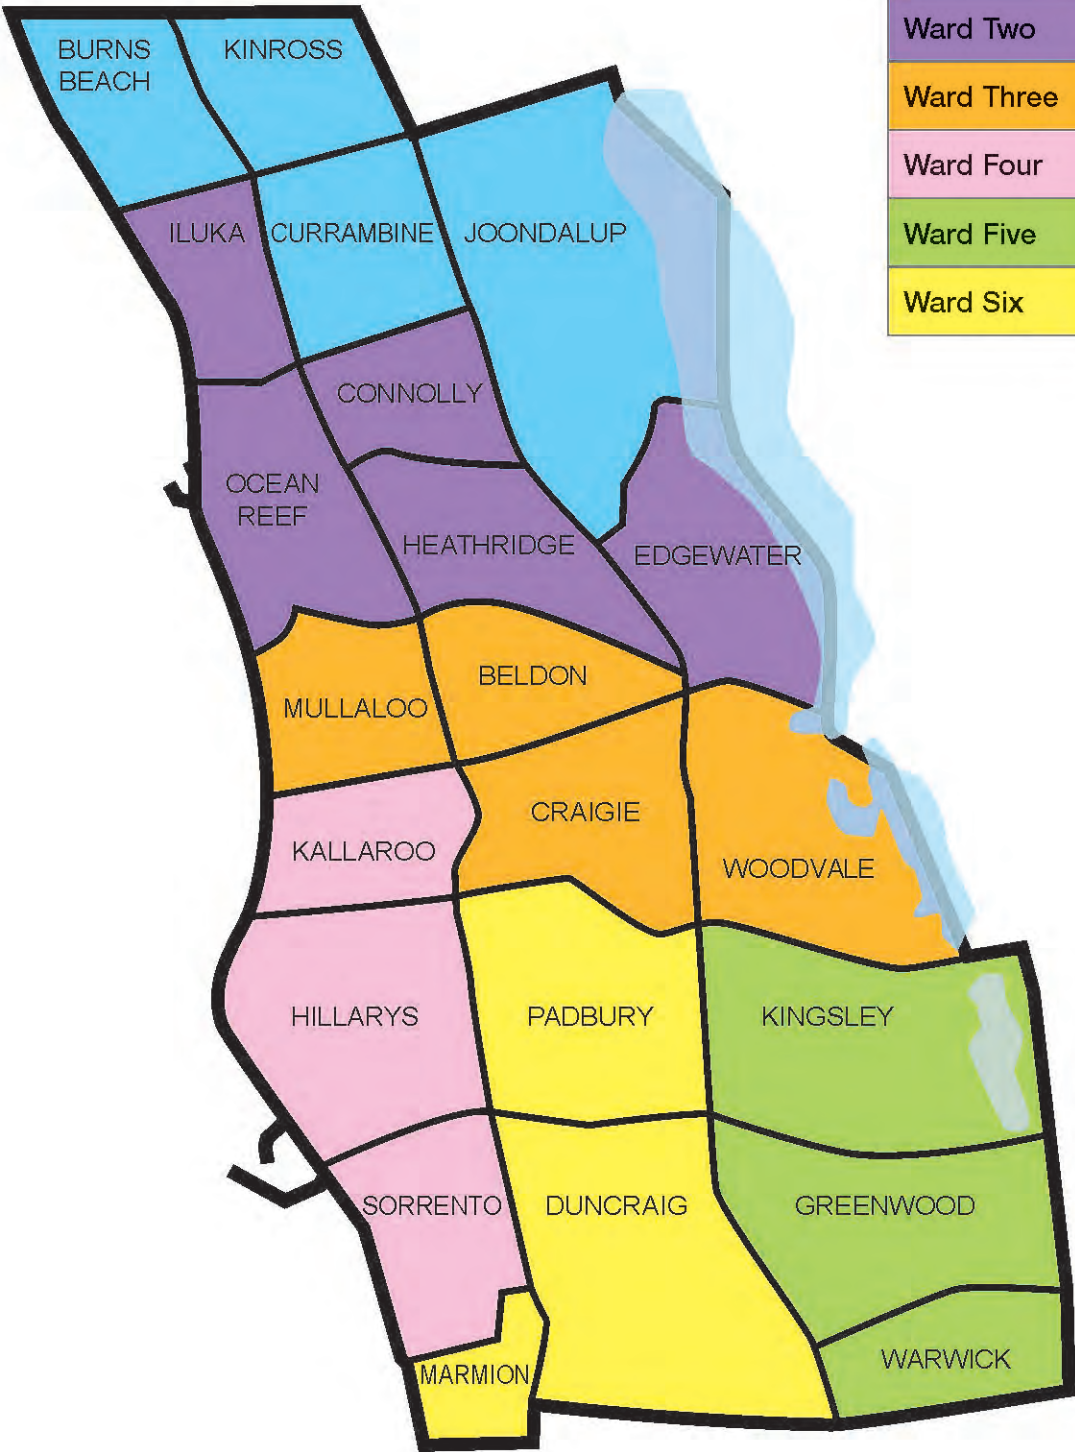 Ward Two
Ward Three
Ward Four
Ward Five
Ward Six
BURNS
BEACH
KINROSS
ILUKA
CURRAMBINE
JOONDALUP
CONNOLLY
OCEAN
REEF
HEATHRIDGE
EDGEWATER
BELDON
MULLALOO
CRAIGIE
KALLAROO
WOODVALE
HILLARYS
PADBURY
KINGSLEY
SORRENTO
DUNCRAIG
GREENWOOD
WARWICK
MARMION